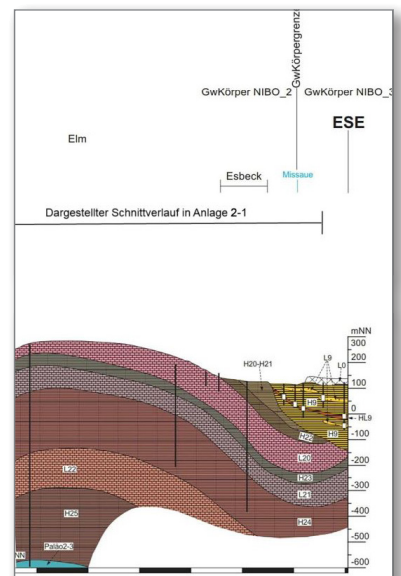 GwKörpergrenz
GwKörper NIBO_2
GwKörper NIBO_3
ESE
Elm
Esbeck
Missaue
Dargestellter Schnittverlauf in Anlage 2-1
mNN
300
200
100
0
-100
-200
-300
-400
-500
-600
H20-H21
L9
L0
H9
HL9
H9
H22
L20
H23
L21
L22
H24
H25
NN
Paläo2-3